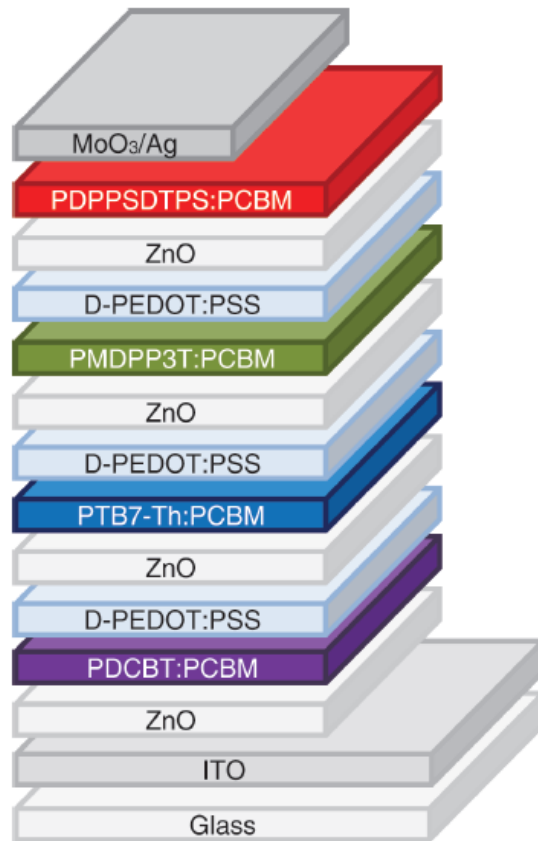 MoO₃/Ag
PDPPSDTPS:PCBM
ZnO
D-PEDOT:PSS
PMDPP3T:PCBM
ZnO
D-PEDOT:PSS
PTB7-Th:PCBM
ZnO
D-PEDOT:PSS
PDCBT:PCBM
ZnO
ITO
Glass